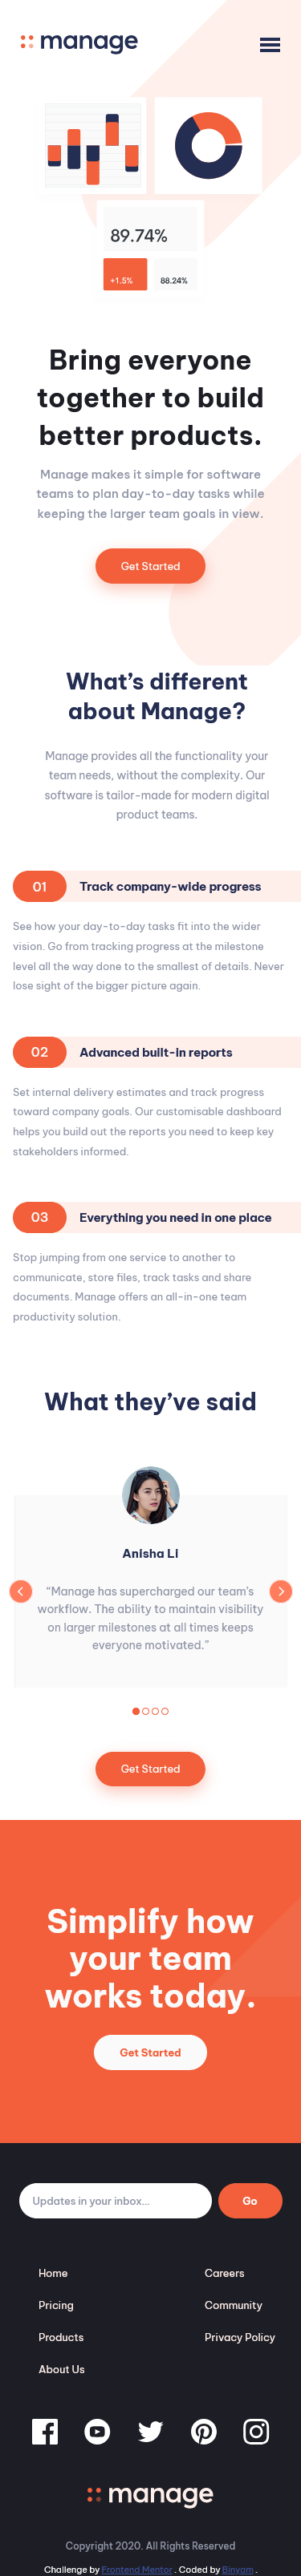 manage
89.74%
+1.5%
88.24%
Bring everyone
together to build
better products.
Manage makes it simple for software
teams to plan day-to-day tasks while
keeping the larger team goals in view.
Get Started
What’s different
about Manage?
Manage provides all the functionality your
team needs, without the complexity. Our
software is tailor-made for modern digital
product teams.
01 Track company-wide progress
See how your day-to-day tasks fit into the wider
vision. Go from tracking progress at the milestone
level all the way done to the smallest of details. Never
lose sight of the bigger picture again.
02 Advanced built-in reports
Set internal delivery estimates and track progress
toward company goals. Our customisable dashboard
helps you build out the reports you need to keep key
stakeholders informed.
03 Everything you need in one place
Stop jumping from one service to another to
communicate, store files, track tasks and share
documents. Manage offers an all-in-one team
productivity solution.
What they’ve said
Anisha Li
“Manage has supercharged our team’s
workflow. The ability to maintain visibility
on larger milestones at all times keeps
everyone motivated.”
Get Started
Simplify how
your team
works today.
Get Started
Updates in your inbox... Go
Home
Pricing
Products
About Us
Careers
Community
Privacy Policy
manage
Copyright 2020. All Rights Reserved
Challenge by Frontend Mentor . Coded by Binyam .